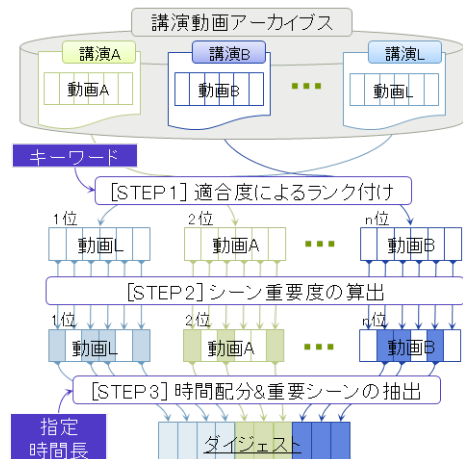 講演動画アーカイブス
講演A 講演B 講演L
動画A 動画B 動画L
キーワード
[STEP1]適合度によるランク付け
1位 2位 n位
動画L 動画A 動画B
[STEP2]シーン重要度の算出
1位 2位 n位
動画L 動画A 動画B
[STEP3]時間配分&重要シーンの抽出
指定
時間長
ダイジェスト